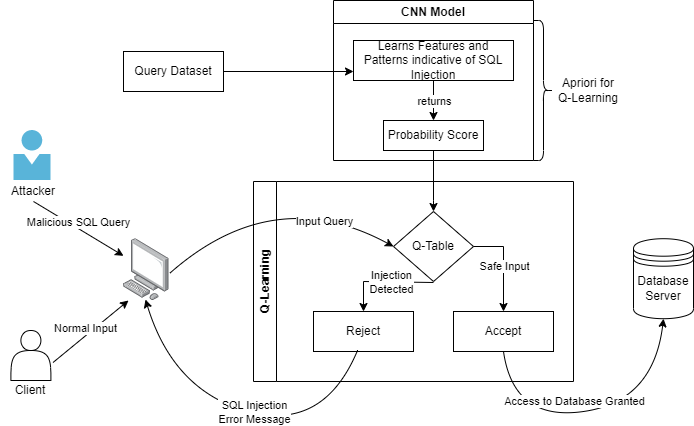 CNN Model
Learns Features and
Patterns indicative of SQL
Injection
Query Dataset
returns
Probability Score
Apriori for
Q-Learning
Attacker
Malicious SQL Query
Input Query
Q-Table
Q-Learning
Injection
Detected
Safe Input
Database
Server
Normal Input
Reject
Accept
Client
SQL Injection
Error Message
Access to Database Granted